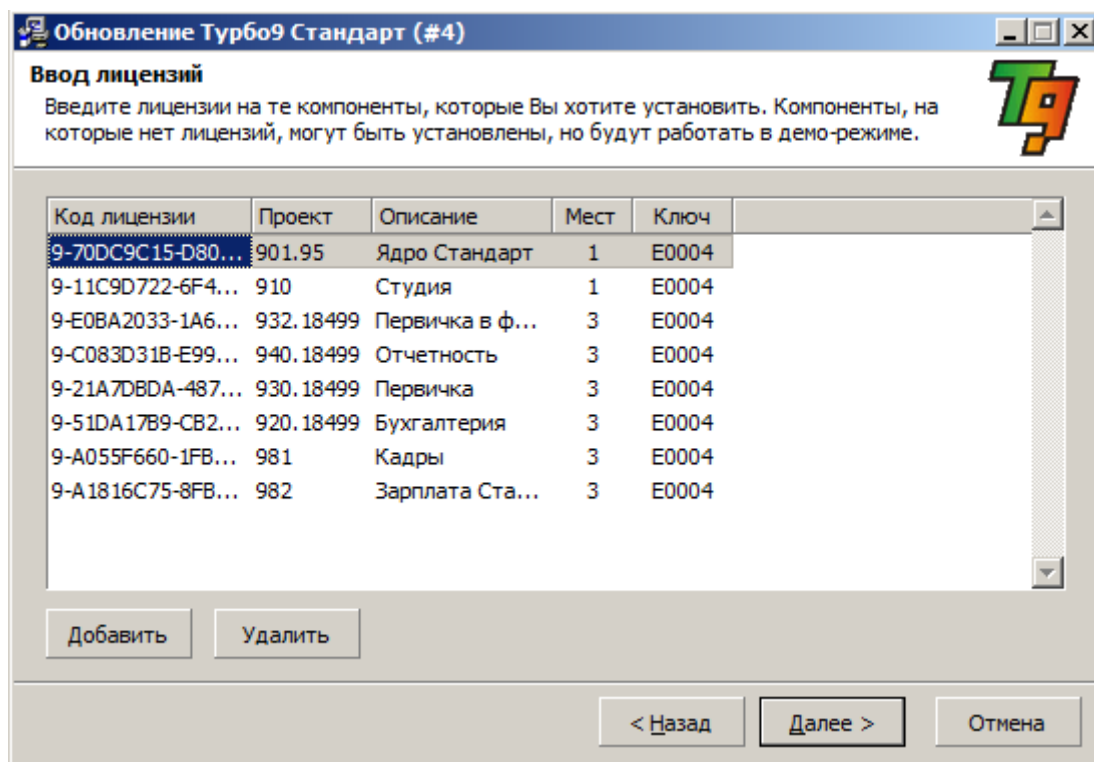 Обновление Турбо9 Стандарт (#4)
Ввод лицензий
Введите лицензии на те компоненты, которые Вы хотите установить. Компоненты, на
которые нет лицензий, могут быть установлены, но будут работать в демо-режиме.
Код лицензии Проект Описание Мест Ключ
9-70DC9C15-D80... 901.95 Ядро Стандарт 1 E0004
9-11C9D722-6F4... 910 Студия 1 E0004
9-E0BA2033-1A6... 932.18499 Первичка в ф... 3 E0004
9-C083D31B-E99... 940.18499 Отчетность 3 E0004
9-21A7DBDA-487... 930.18499 Первичка 3 E0004
9-51DA17B9-CB2... 920.18499 Бухгалтерия 3 E0004
9-A055F660-1FB... 981 Кадры 3 E0004
9-A1816C75-8FB... 982 Зарплата Ста... 3 E0004
Добавить Удалить
< Назад Далее > Отмена